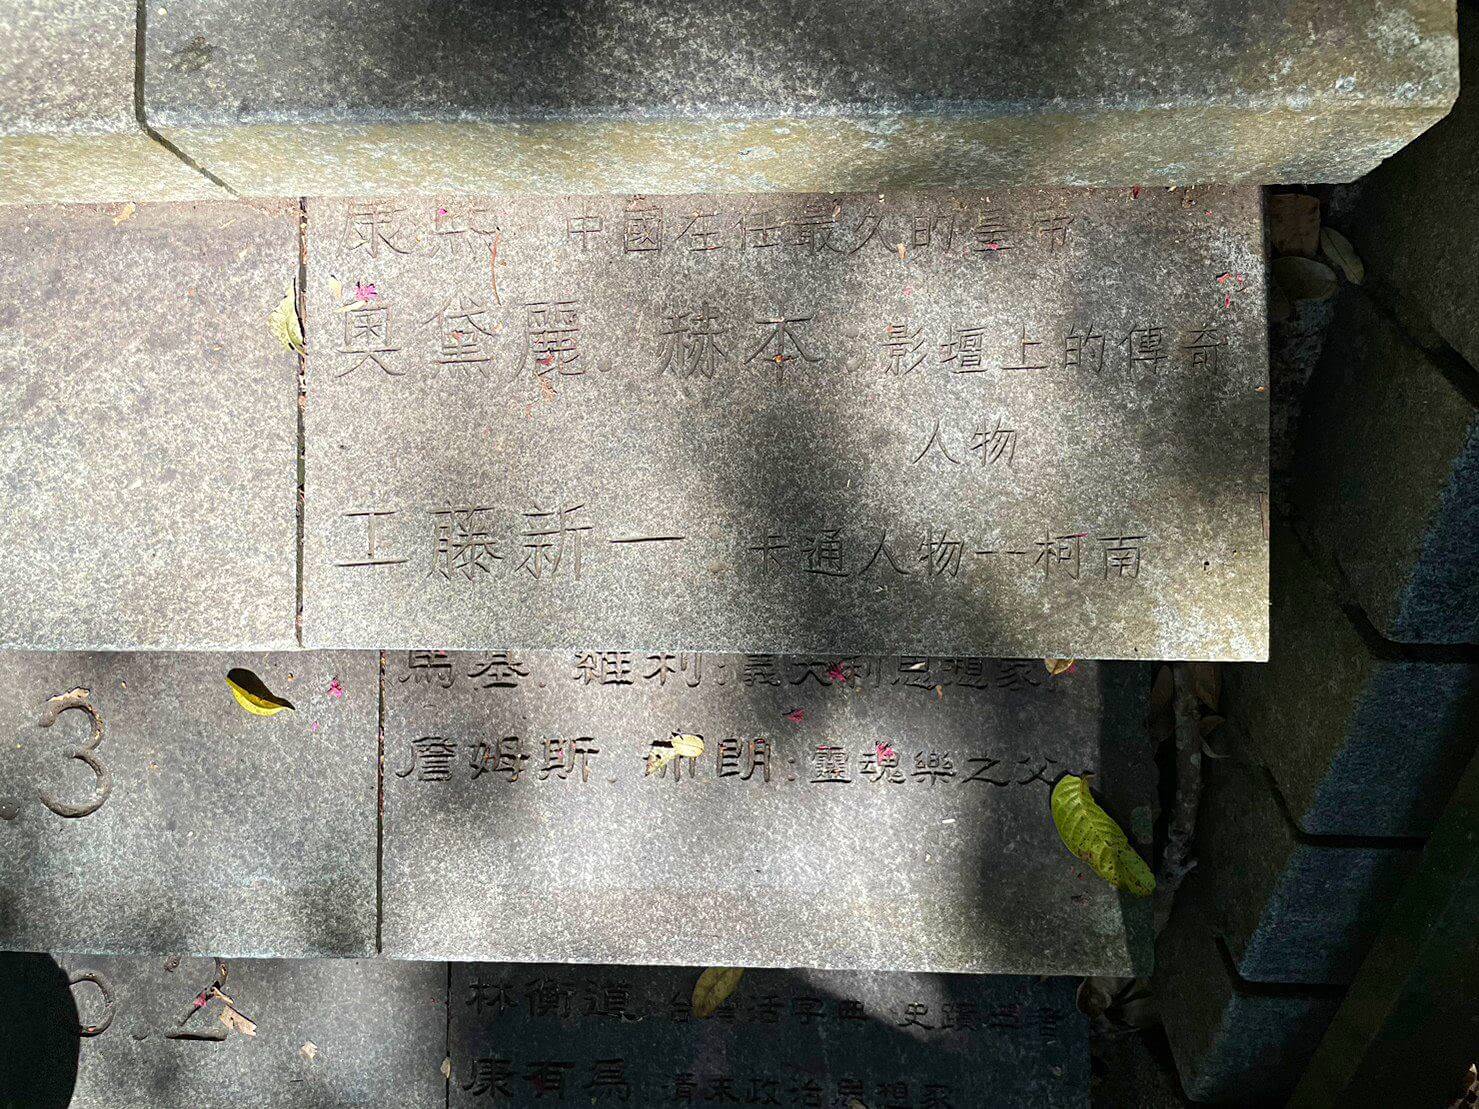 康熙 中國在任最久的皇帝
奧黛麗.赫本:影壇上的傳奇
人物
工藤新一:卡通人物--柯南
馬基.維利:義大利思想家
.3
詹姆斯.布朗:靈魂樂之父
.2
林衡道:台灣活字典 史蹟
康有為:清末政治思想家